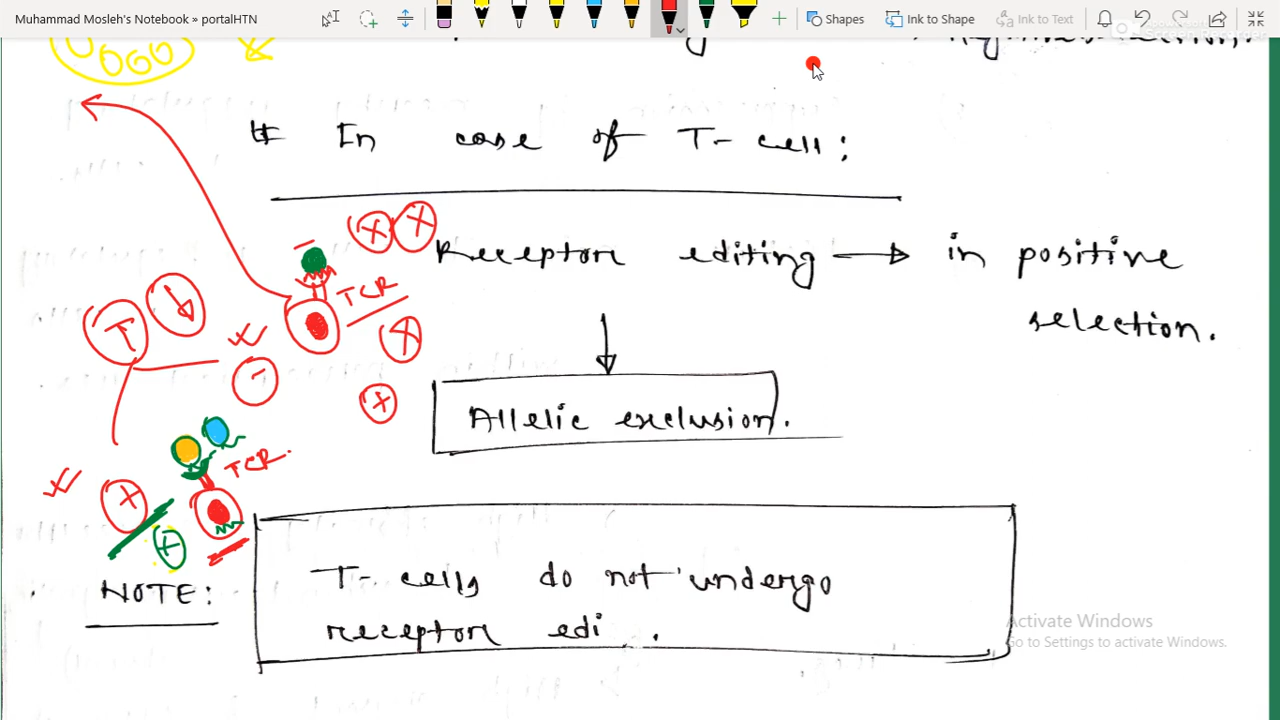 Muhammad Mosleh's Notebook » portalHTN
Shapes
Ink to Shape
Ink to Text
Screen Recorder
# In case of T-cell:
Receptor editing → in positive
selection.
TCR
T
Allelic exclusion.
TCR.
NOTE:
T-cells do not undergo
receptor edi .
Activate Windows
Go to Settings to activate Windows.